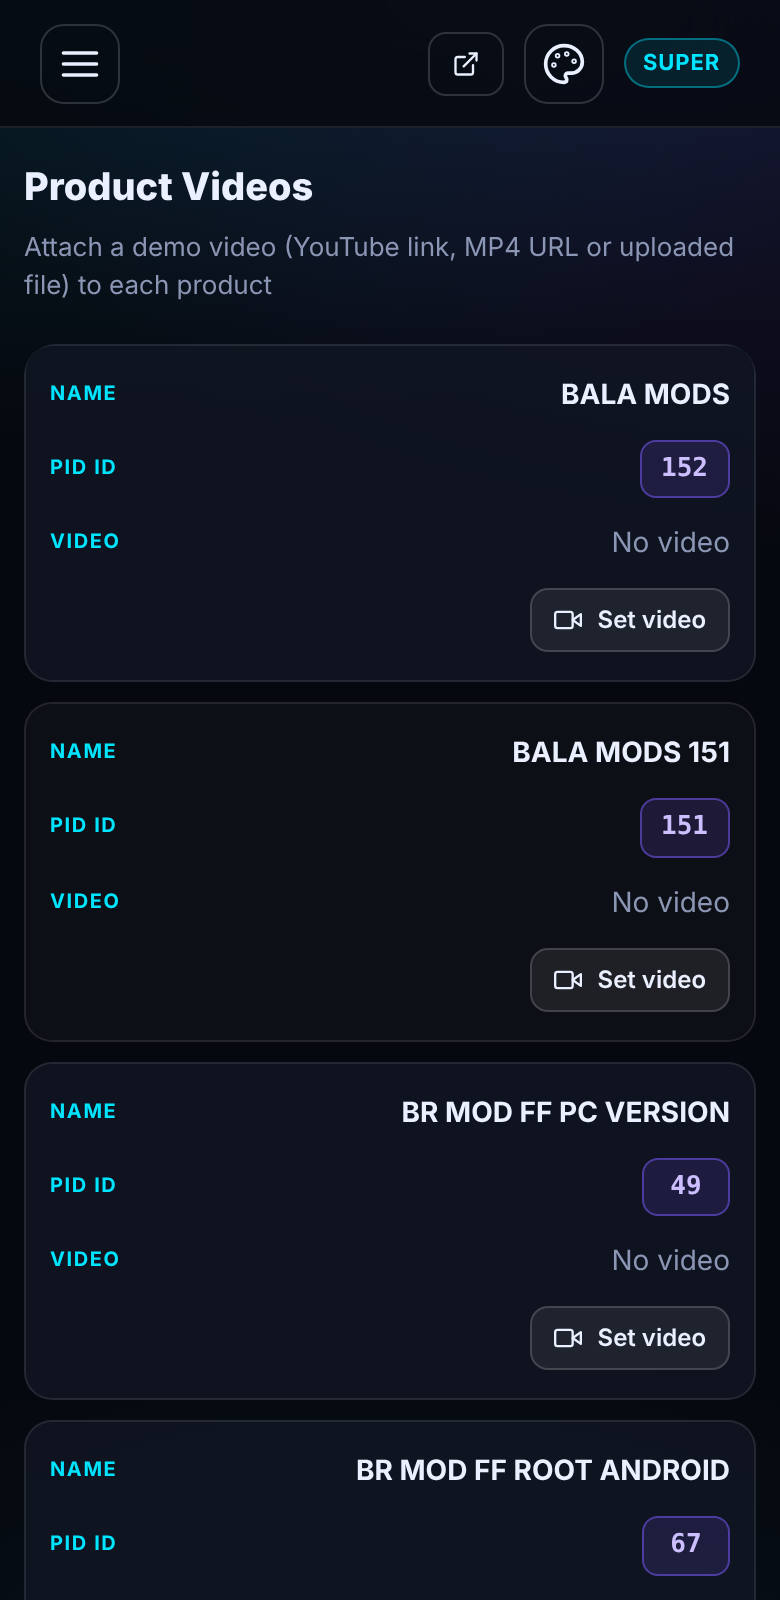 SUPER
Product Videos
Attach a demo video (YouTube link, MP4 URL or uploaded
file) to each product
NAME BALA MODS
PID ID 152
VIDEO No video
Set video
NAME BALA MODS 151
PID ID 151
VIDEO No video
Set video
NAME BR MOD FF PC VERSION
PID ID 49
VIDEO No video
Set video
NAME BR MOD FF ROOT ANDROID
PID ID 67